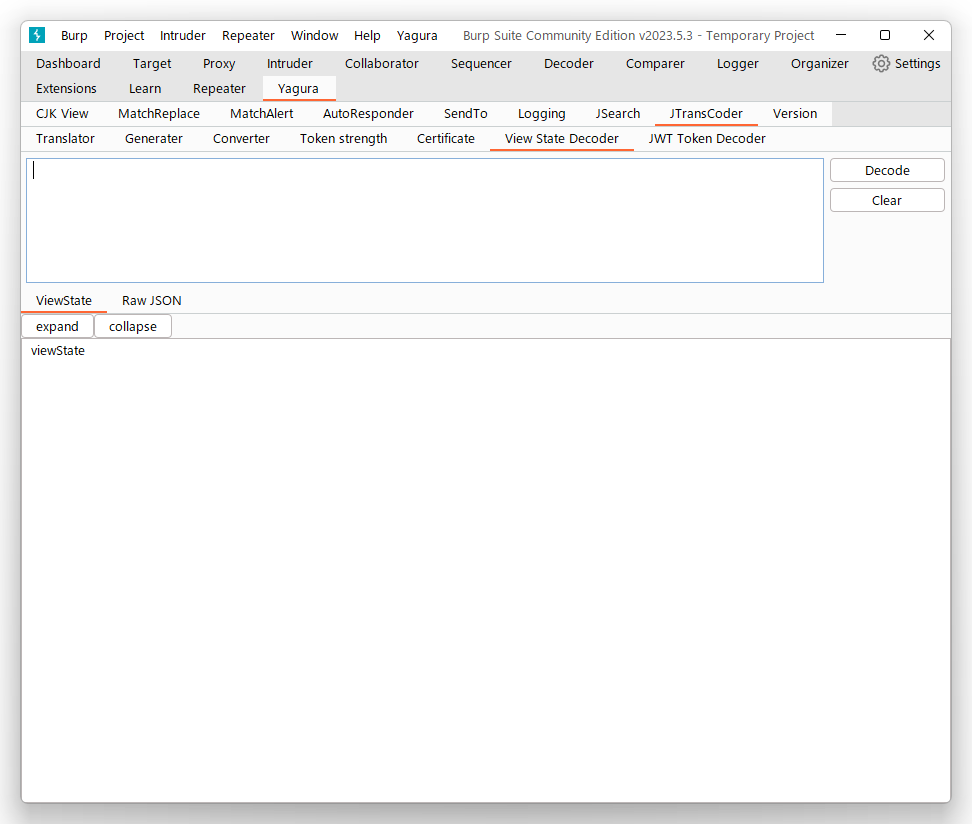 Burp Project Intruder Repeater Window Help Yagura Burp Suite Community Edition v2023.5.3 - Temporary Project
Dashboard Target Proxy Intruder Collaborator Sequencer Decoder Comparer Logger Organizer Settings
Extensions Learn Repeater Yagura
CJK View MatchReplace MatchAlert AutoResponder SendTo Logging JSearch JTransCoder Version
Translator Generater Converter Token strength Certificate View State Decoder JWT Token Decoder
Decode
Clear
ViewState Raw JSON
expand collapse
viewState